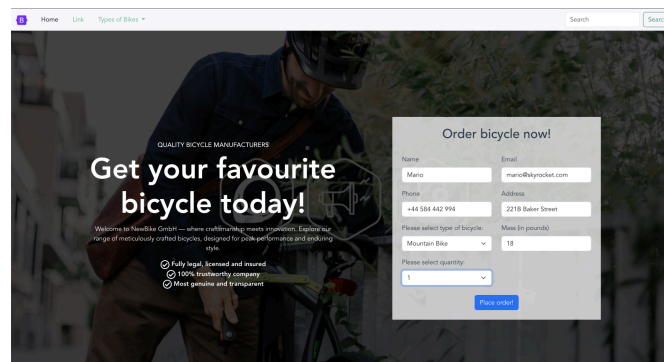 B Home Link Types of Bikes Search Search
QUALITY BICYCLE MANUFACTURERS
Get your favourite
bicycle today!
Welcome to NewBike GmbH — where craftimanship meets innovation. Explore our
range of meticulously crafted bicycles, designed for peak performance and enduring
style.
Fully legal, licensed and insured
100% trustworthy company
Most genuine and transparent
Order bicycle now!
Name Email
Mario mario@skyrocket.com
Phone Address
+44 584 442 994 221B Baker Street
Please select type of bicycle: Mass (in pounds)
Mountain Bike 18
Please select quantity:
1
Place order!